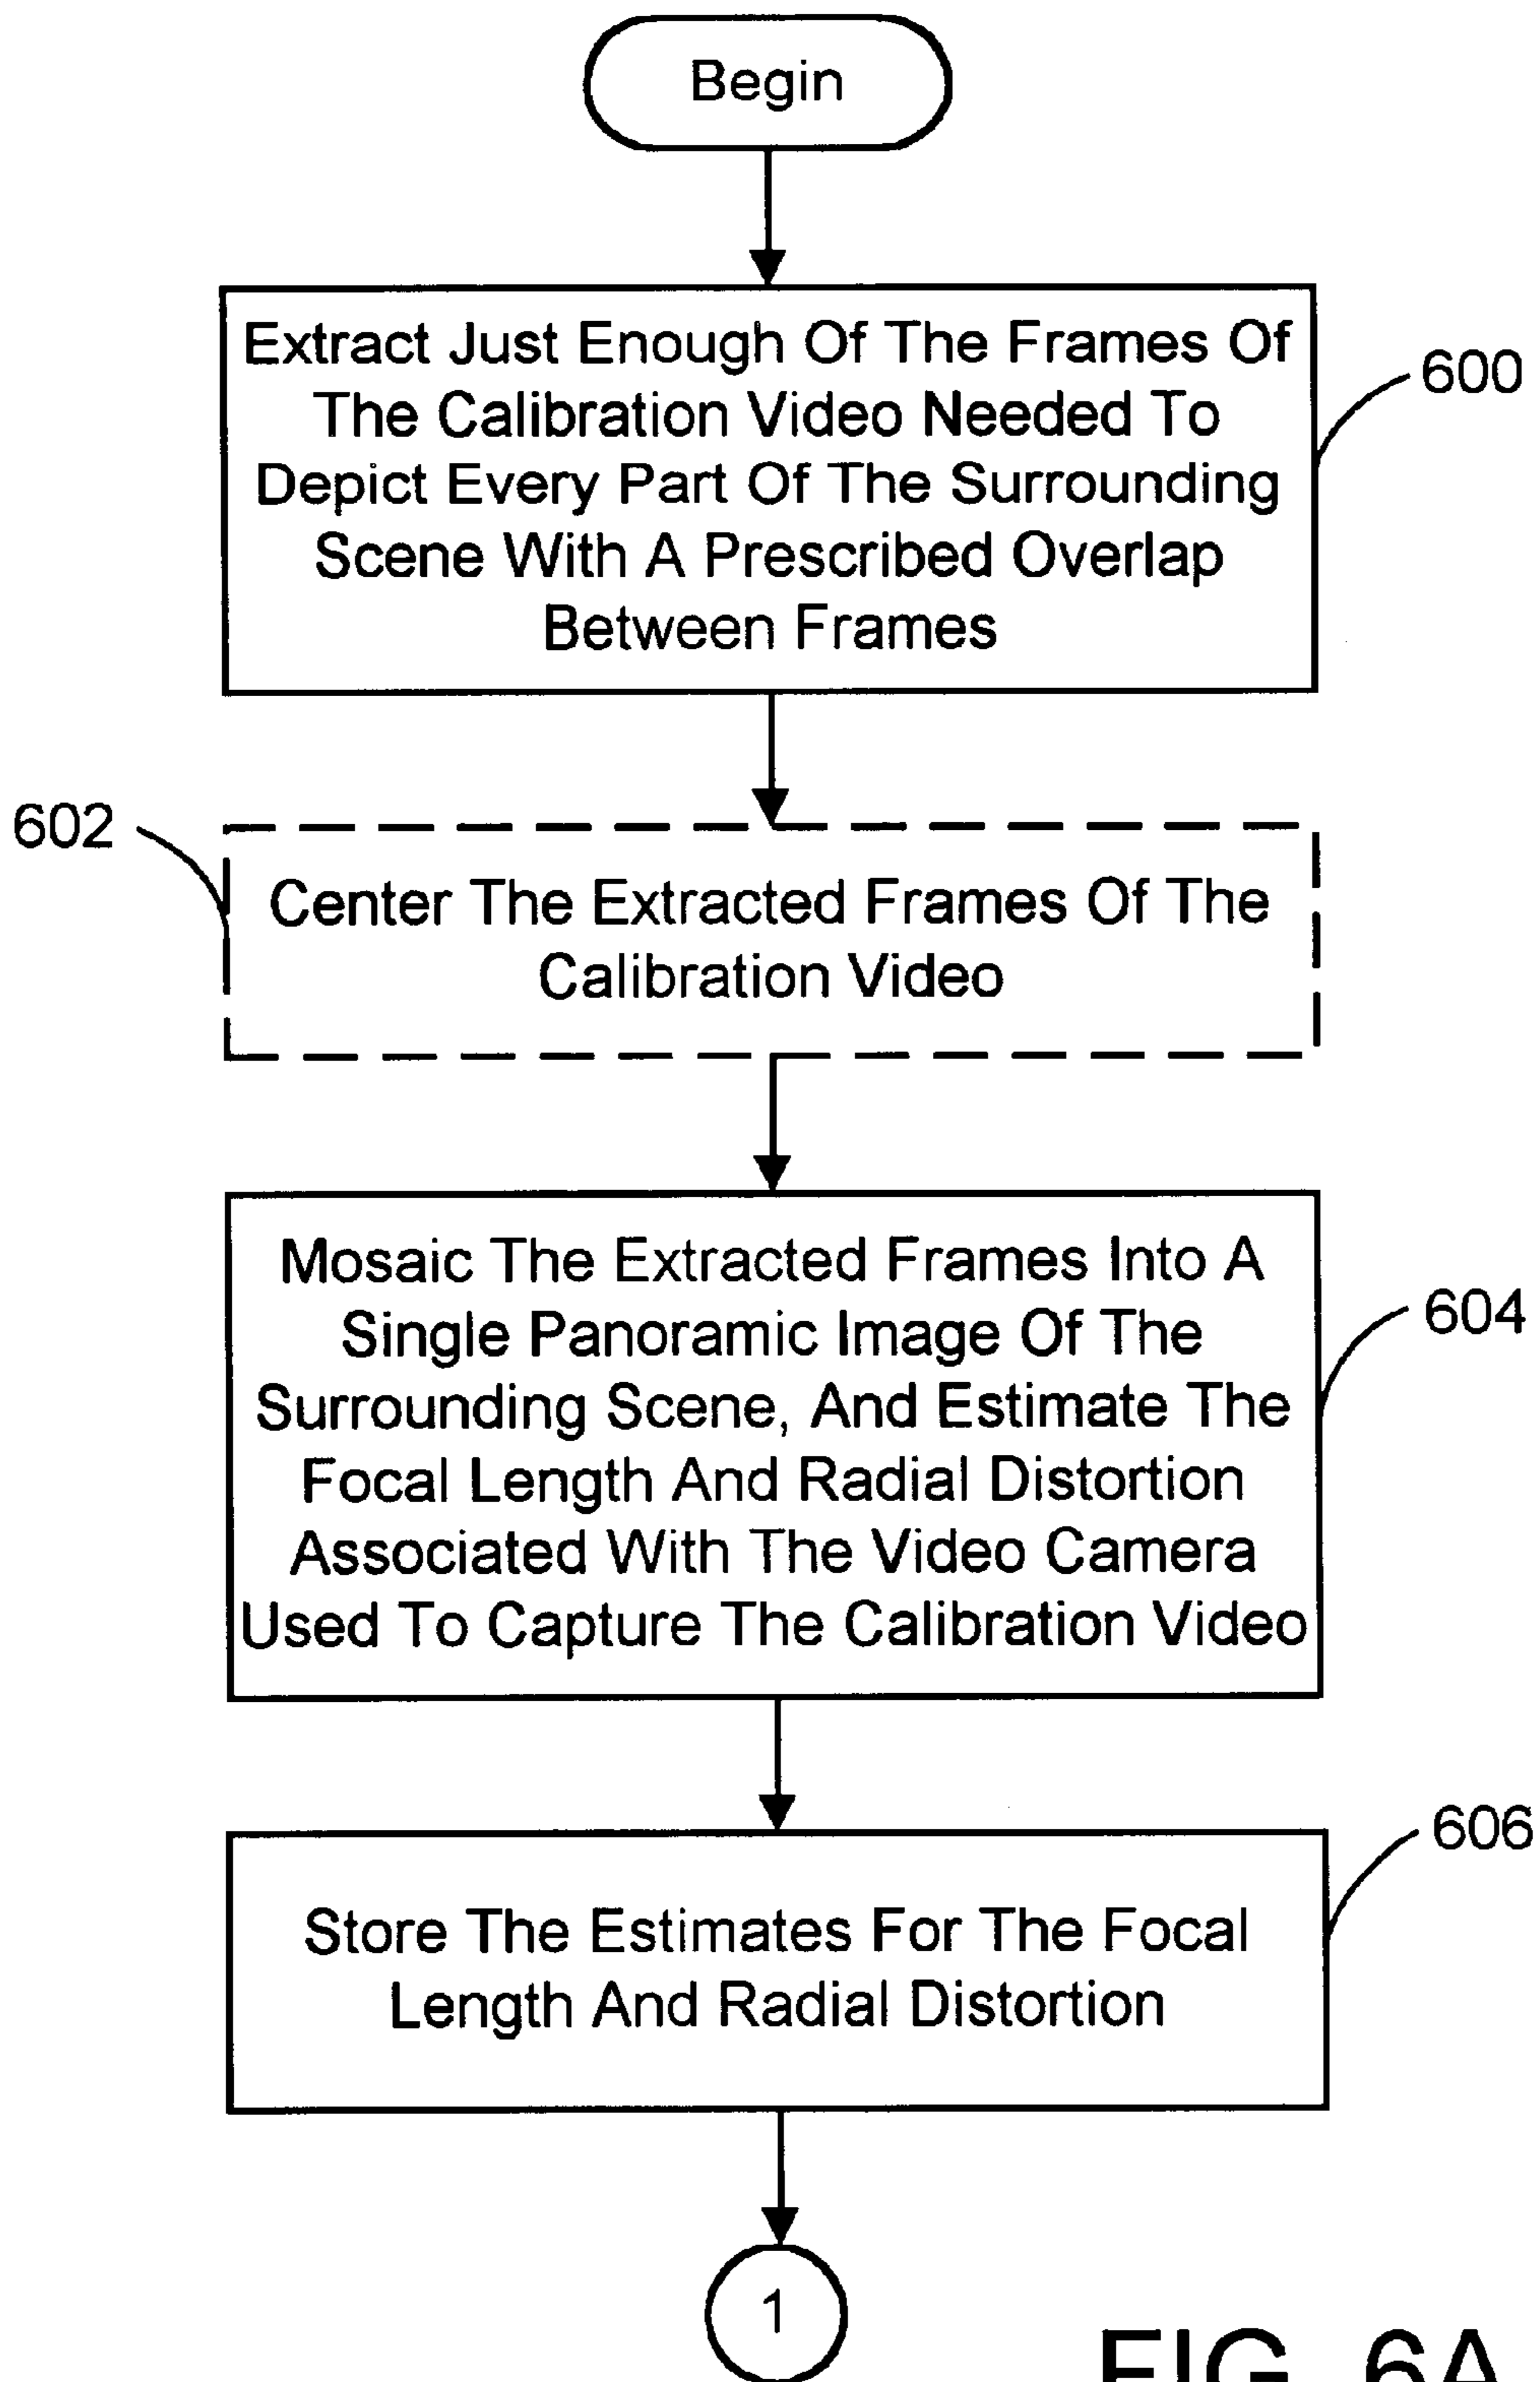 Begin
Extract Just Enough Of The Frames Of
The Calibration Video Needed To
Depict Every Part Of The Surrounding
Scene With A Prescribed Overlap
Between Frames
600
602
Center The Extracted Frames Of The
Calibration Video
Mosaic The Extracted Frames Into A
Single Panoramic Image Of The
Surrounding Scene, And Estimate The
Focal Length And Radial Distortion
Associated With The Video Camera
Used To Capture The Calibration Video
604
606
Store The Estimates For The Focal
Length And Radial Distortion
1
FIG. 6A